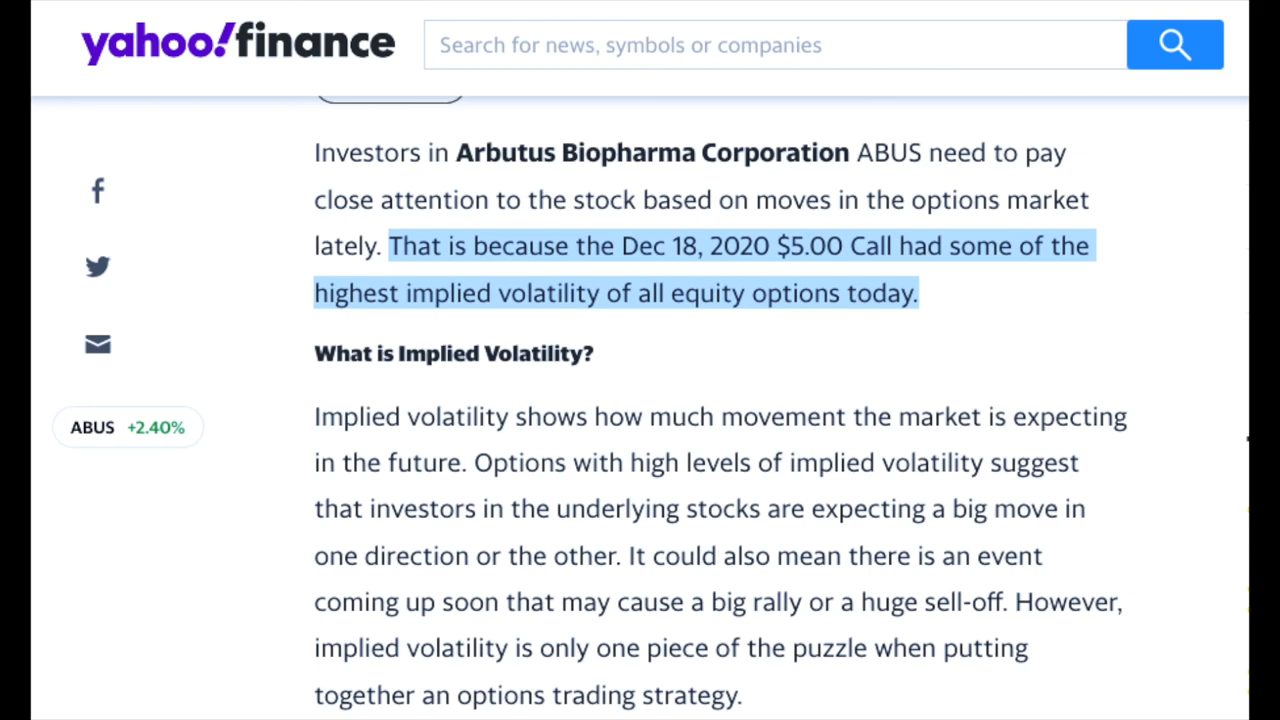 yahoo!finance
Search for news, symbols or companies
Investors in Arbutus Biopharma Corporation ABUS need to pay
close attention to the stock based on moves in the options market
lately. That is because the Dec 18, 2020 $5.00 Call had some of the
highest implied volatility of all equity options today.
What is Implied Volatility?
ABUS +2.40%
Implied volatility shows how much movement the market is expecting
in the future. Options with high levels of implied volatility suggest
that investors in the underlying stocks are expecting a big move in
one direction or the other. It could also mean there is an event
coming up soon that may cause a big rally or a huge sell-off. However,
implied volatility is only one piece of the puzzle when putting
together an options trading strategy.